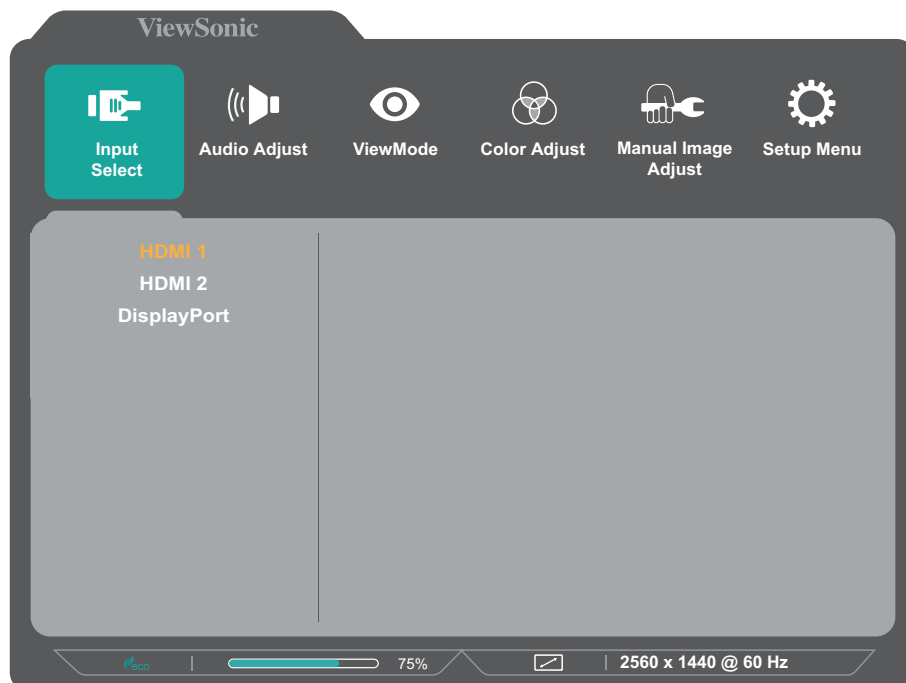 ViewSonic
Input
Select
Audio Adjust
ViewMode
Color Adjust
Manual Image
Adjust
Setup Menu
HDMI 1
HDMI 2
DisplayPort
eco
75%
2560 x 1440 @ 60 Hz